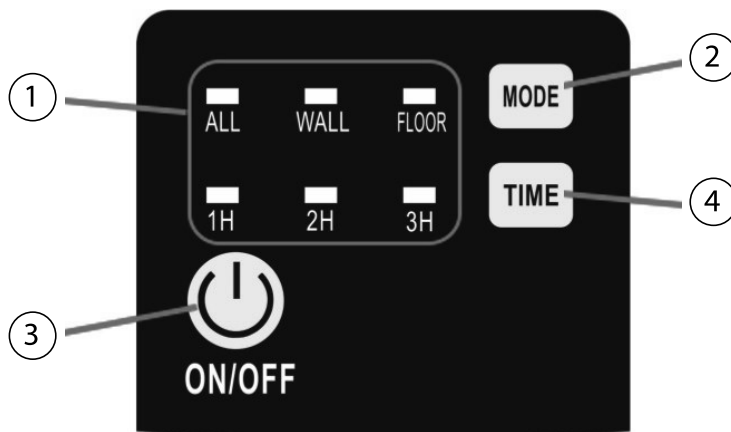 1 ALL WALL FLOOR MODE 2
1H 2H 3H TIME 4
3
ON/OFF